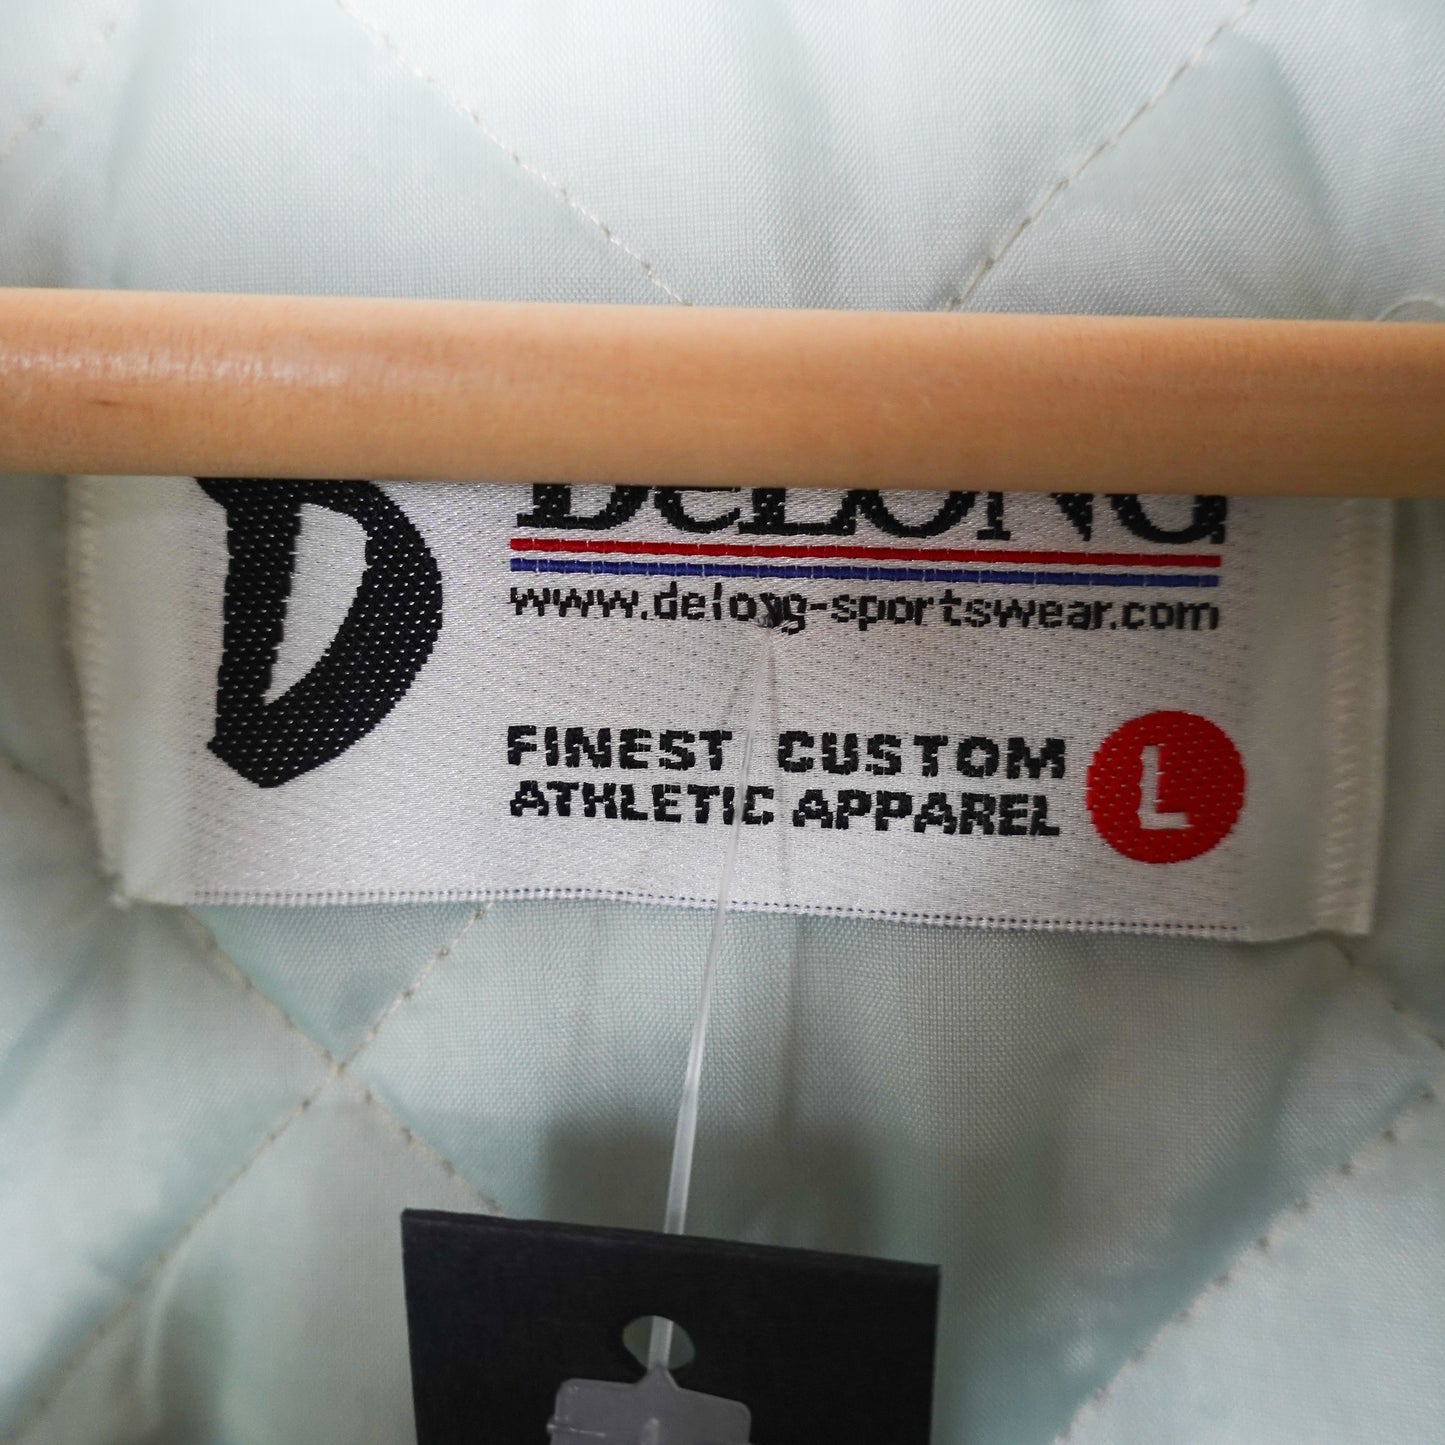 D
DeLONG
www.delong-sportswear.com
FINEST CUSTOM
ATHLETIC APPAREL
L